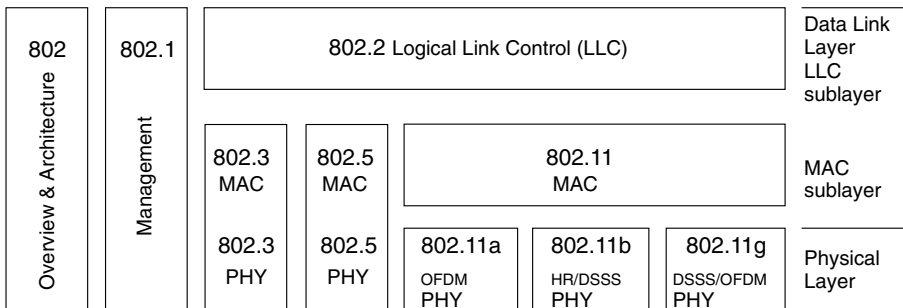 802
Overview & Architecture
802.1
Management
802.2 Logical Link Control (LLC)
Data Link
Layer
LLC
sublayer
802.3
MAC
802.5
MAC
802.11
MAC
MAC
sublayer
802.3
PHY
802.5
PHY
802.11a
OFDM
PHY
802.11b
HR/DSSS
PHY
802.11g
DSSS/OFDM
PHY
Physical
Layer